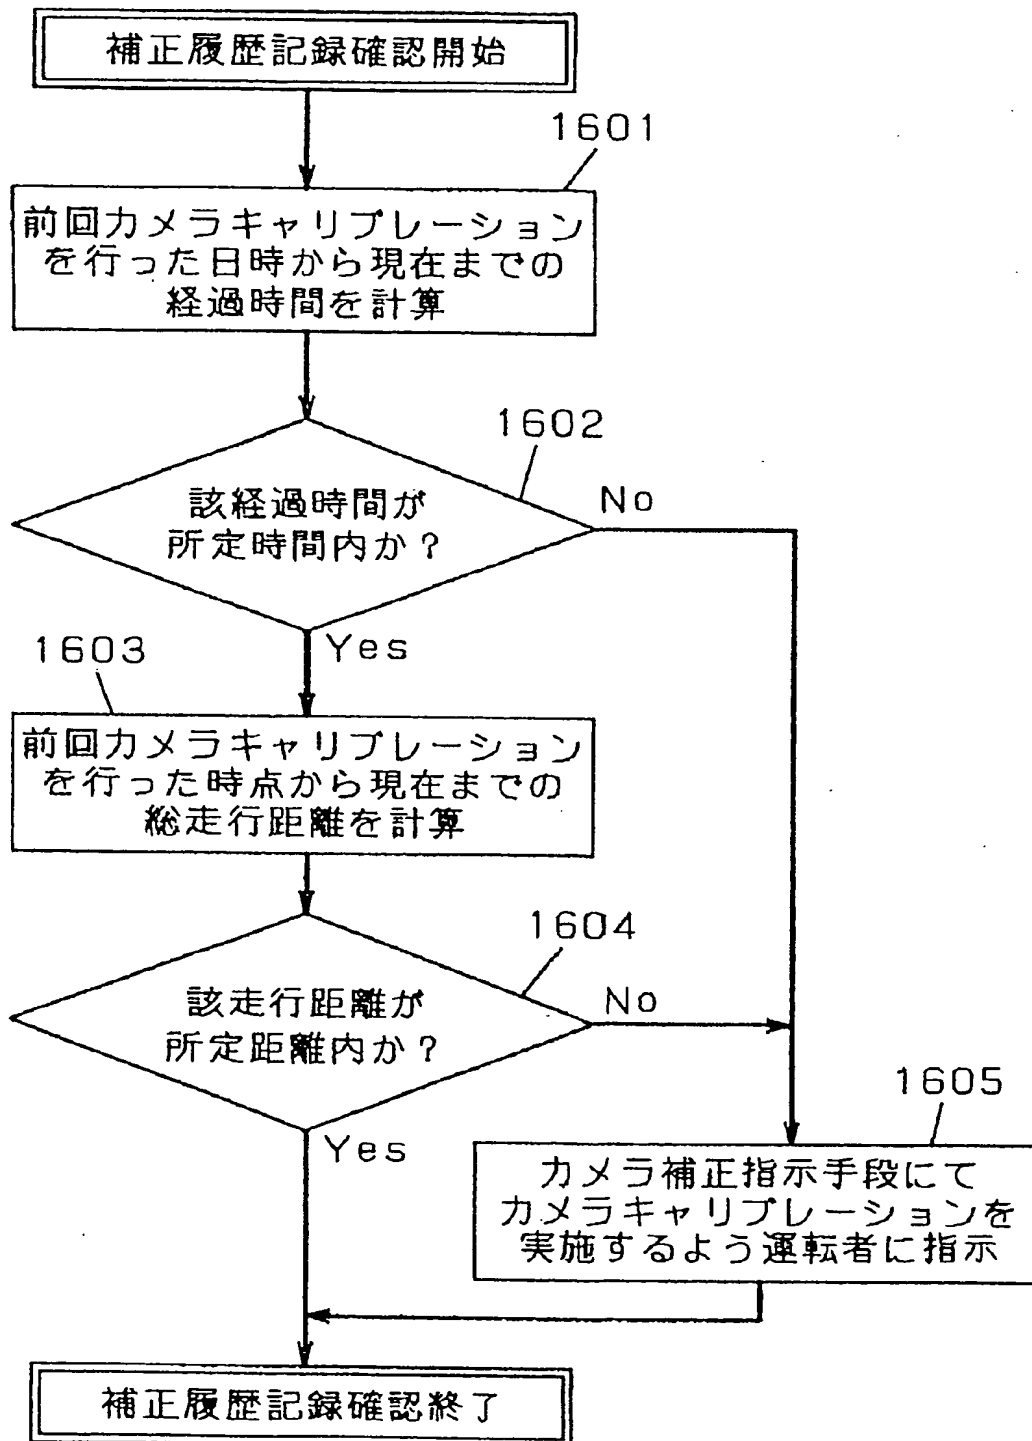 補正履歴記録確認開始
1601
前回カメラキャリブレーション
を行った日時から現在までの
経過時間を計算
1602
該経過時間が
所定時間内か？
No
Yes
1603
前回カメラキャリブレーション
を行った時点から現在までの
総走行距離を計算
1604
該走行距離が
所定距離内か？
No
Yes
1605
カメラ補正指示手段にて
カメラキャリブレーションを
実施するよう運転者に指示
補正履歴記録確認終了